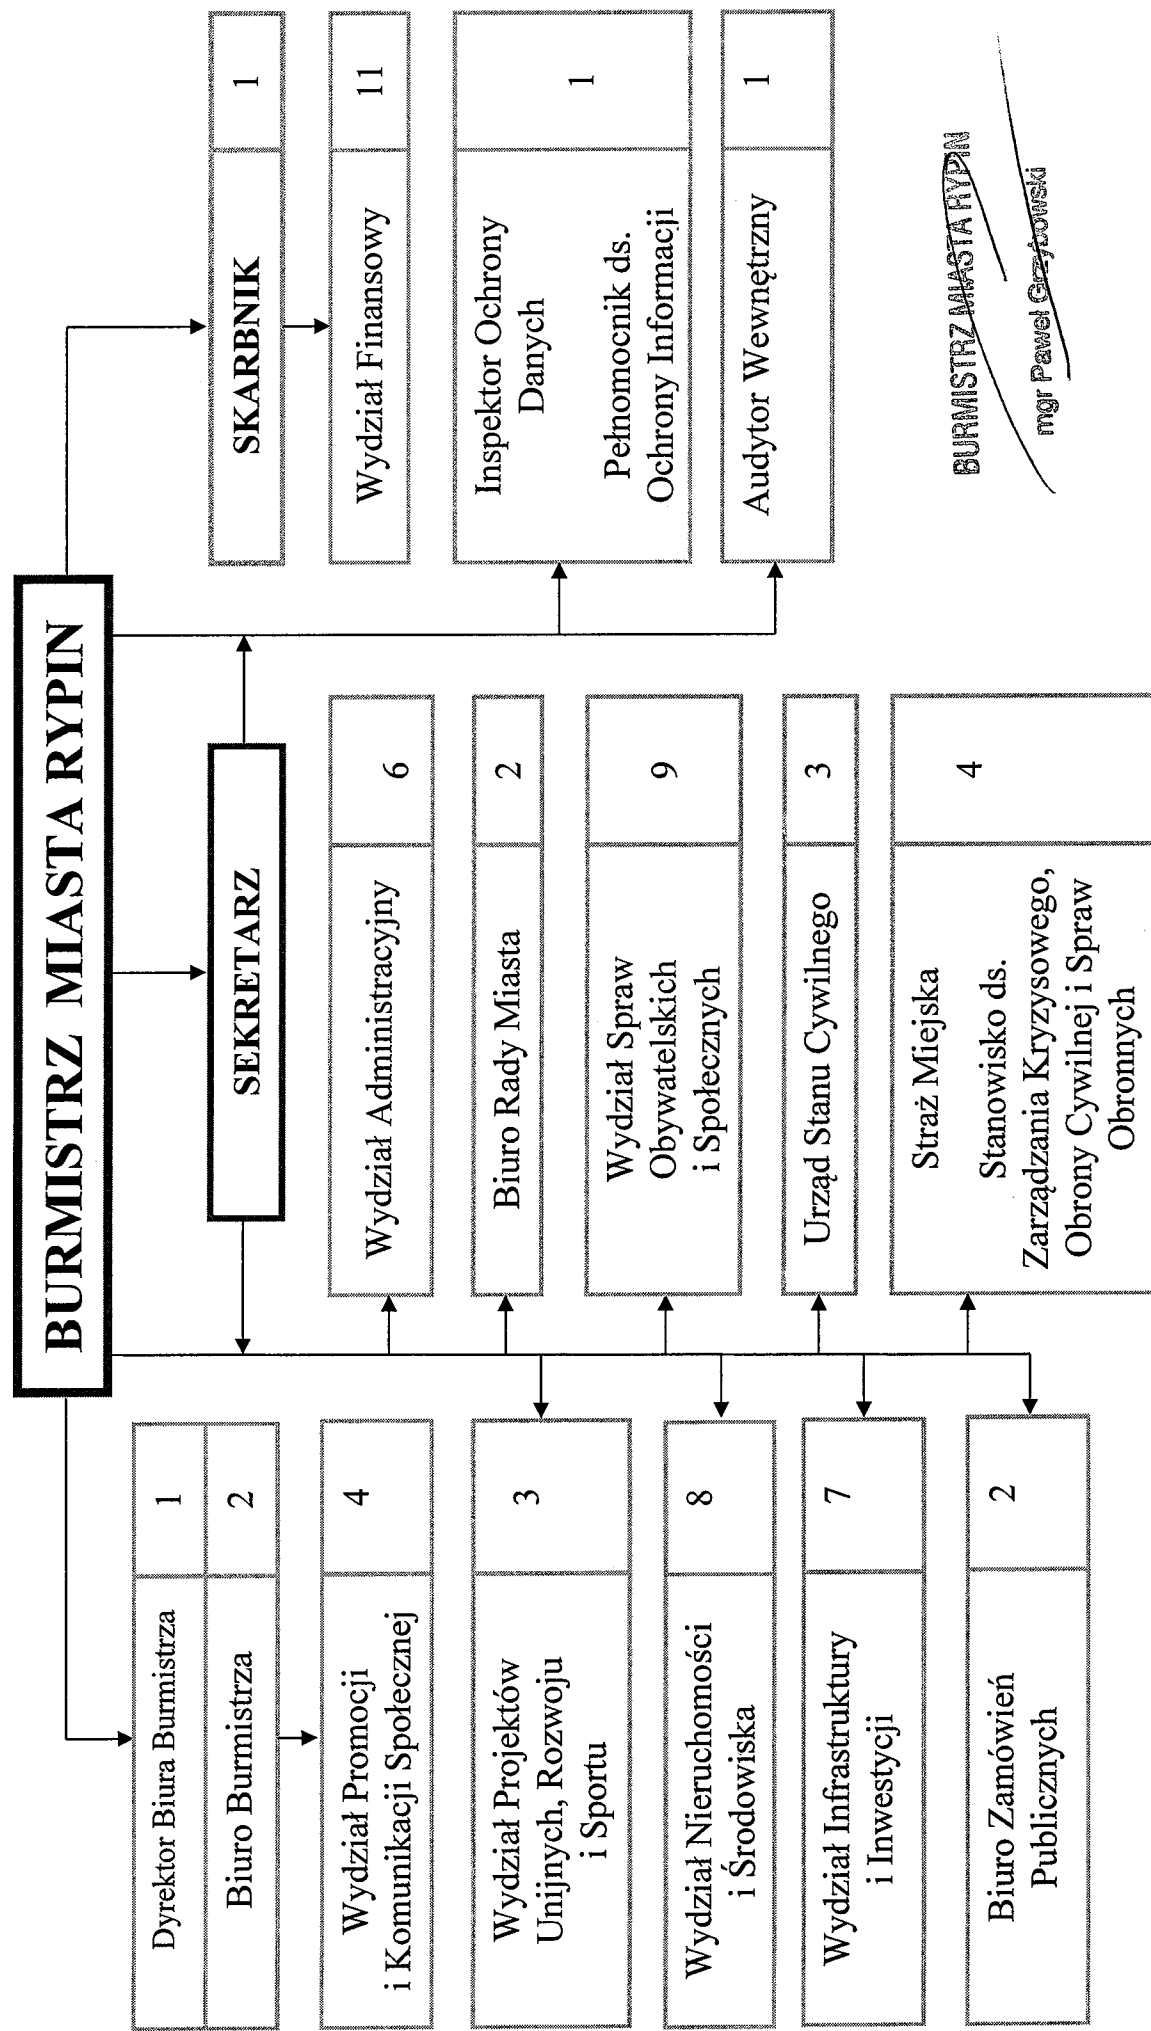 BURMISTRZ MIASTA RYPIN
Dyrektor Biura Burmistrza
1
Biuro Burmistrza
2
Wydział Promocji
i Komunikacji Społecznej
4
Wydział Projektów
Unijnych, Rozwoju
i Sportu
3
Wydział Nieruchomości
i Środowiska
8
Wydział Infrastruktury
i Inwestycji
7
Biuro Zamówień
Publicznych
2
SEKRETARZ
Wydział Administracyjny
6
Biuro Rady Miasta
2
Wydział Spraw
Obywatelskich
i Społecznych
9
Urząd Stanu Cywilnego
3
Straż Miejska
Stanowisko ds.
Zarządzania Kryzysowego,
Obrony Cywilnej i Spraw
Obronnych
4
SKARBNIK
1
Wydział Finansowy
11
Inspektor Ochrony
Danych
Pełnomocnik ds.
Ochrony Informacji
1
Audytor Wewnętrzny
1
BURMISTRZ MIASTA RYPIN
mgr Paweł Grzybowski